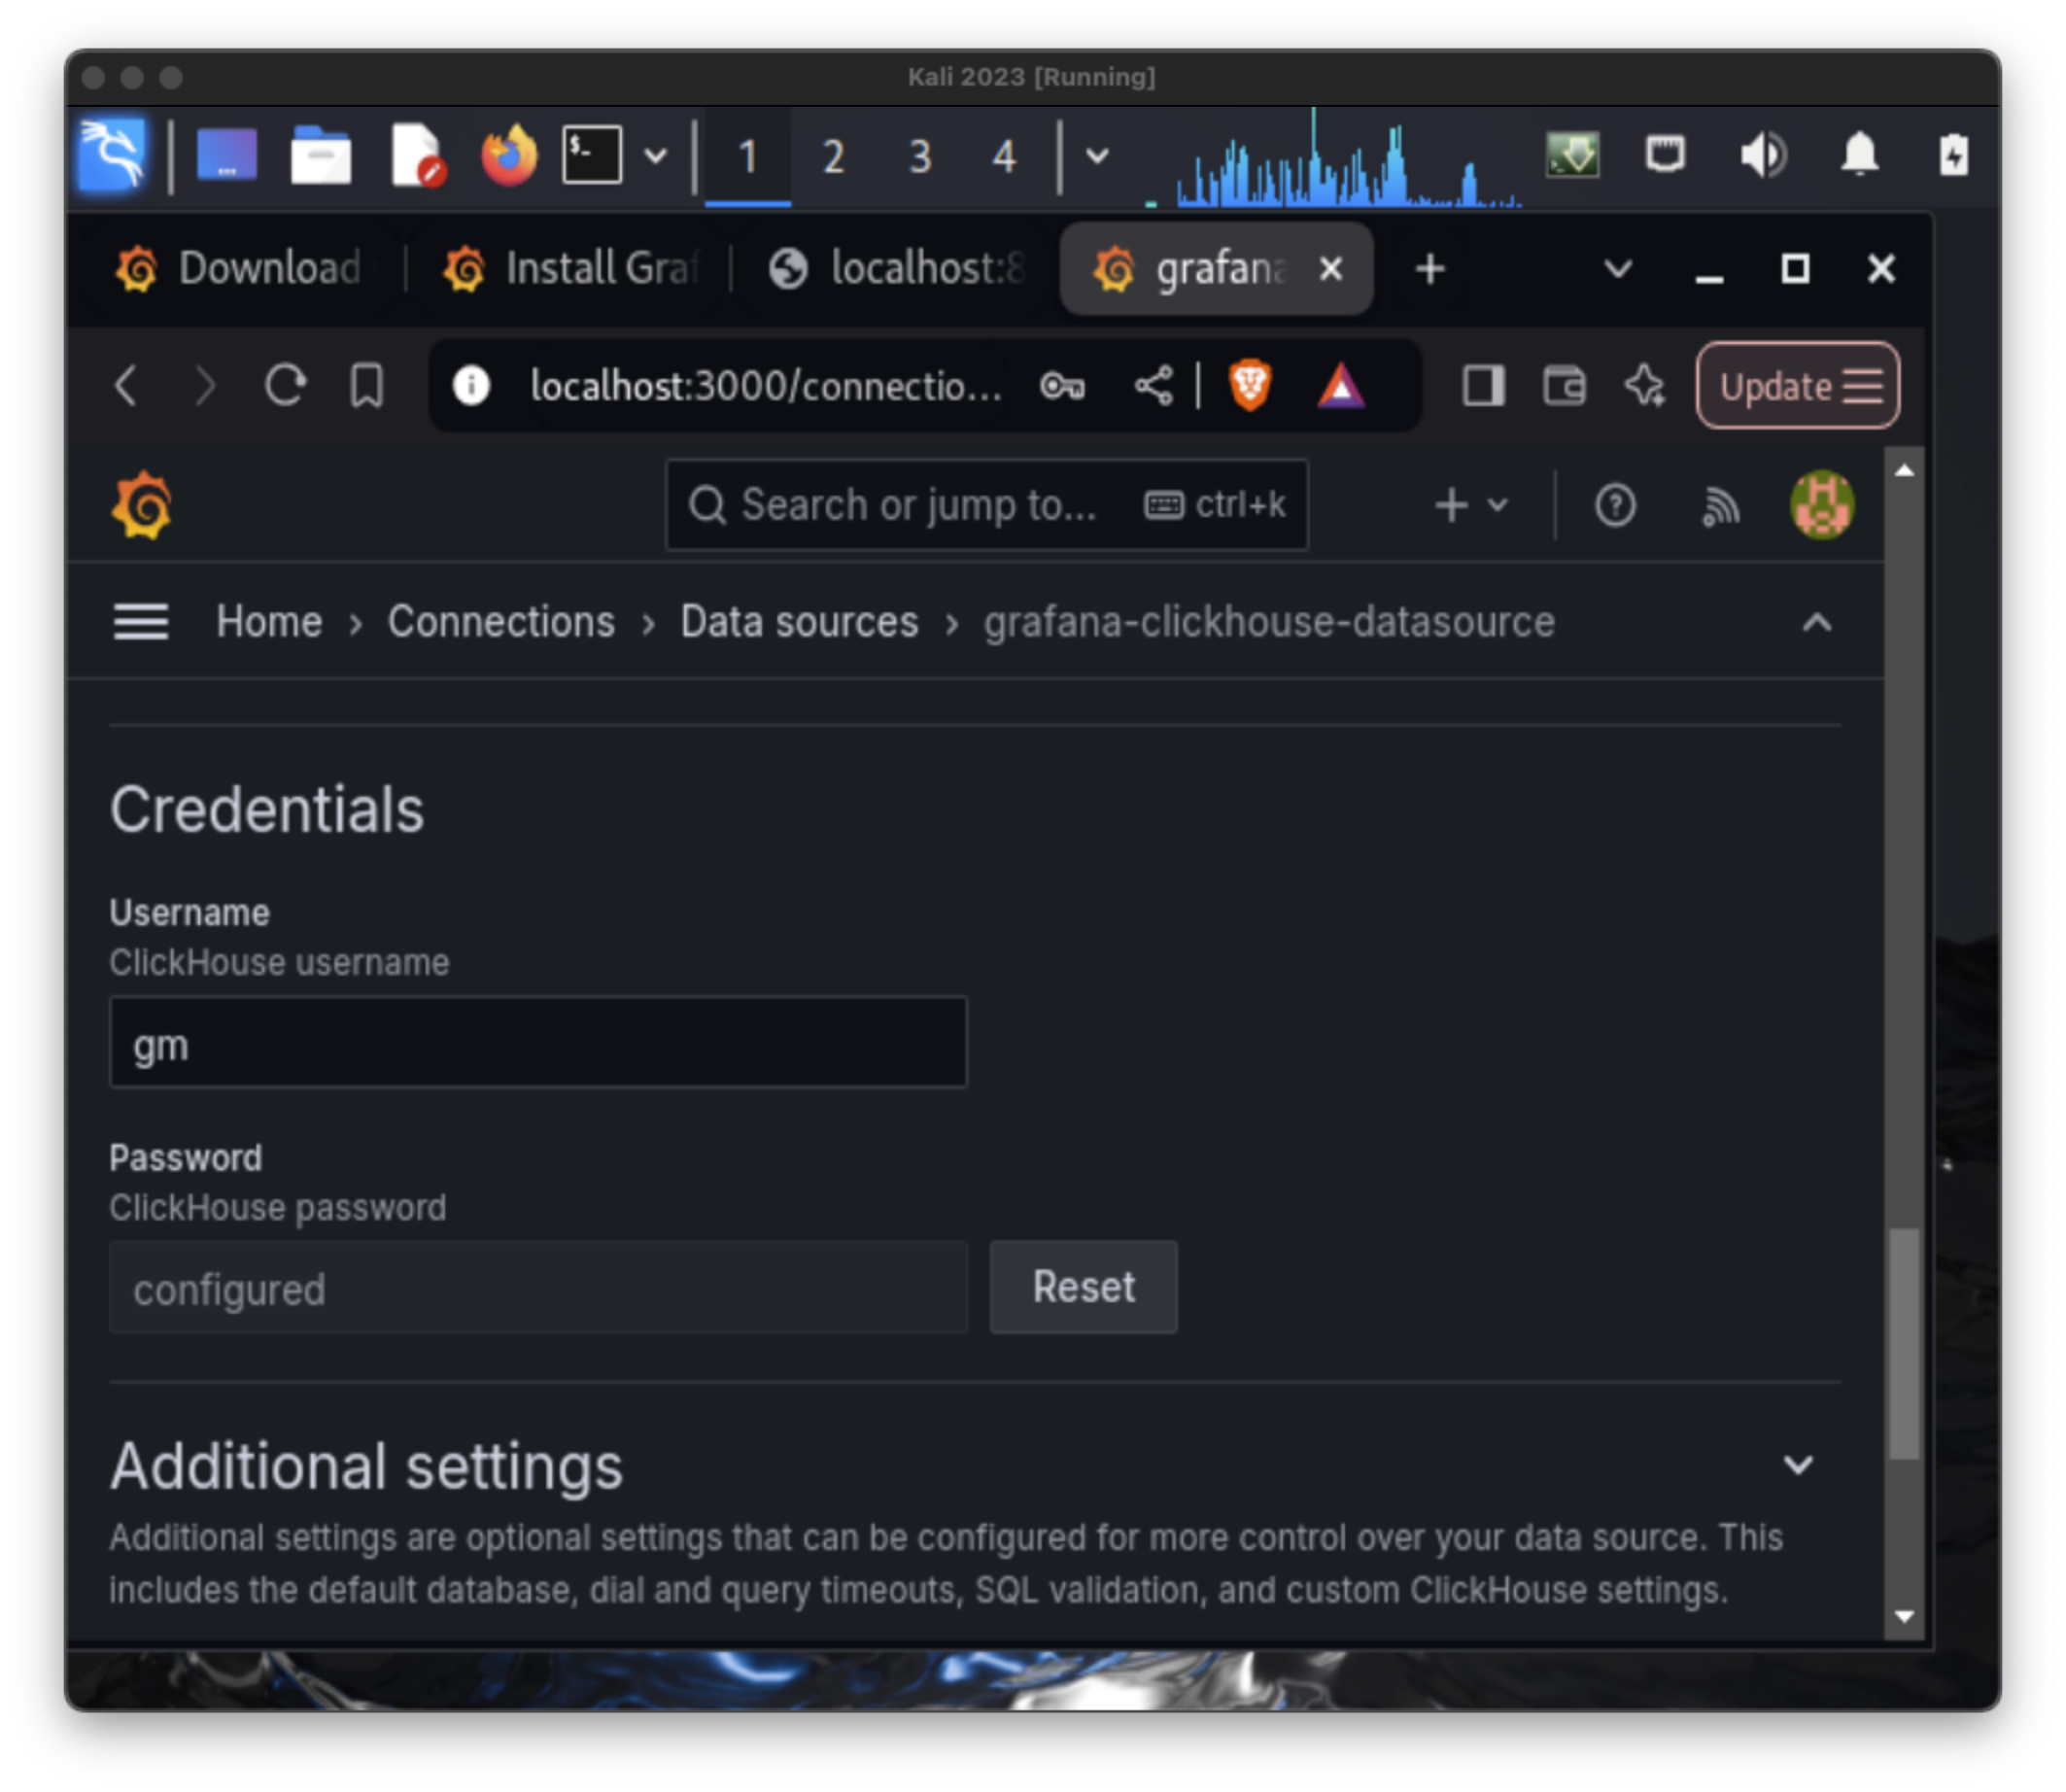 Kali 2023 [Running]
$_
1 2 3 4
Download
Install Graf
localhost:8
grafana
localhost:3000/connectio...
Update
Search or jump to... ctrl+k
Home › Connections › Data sources › grafana-clickhouse-datasource
Credentials
Username
ClickHouse username
gm
Password
ClickHouse password
configured
Reset
Additional settings
Additional settings are optional settings that can be configured for more control over your data source. This
includes the default database, dial and query timeouts, SQL validation, and custom ClickHouse settings.